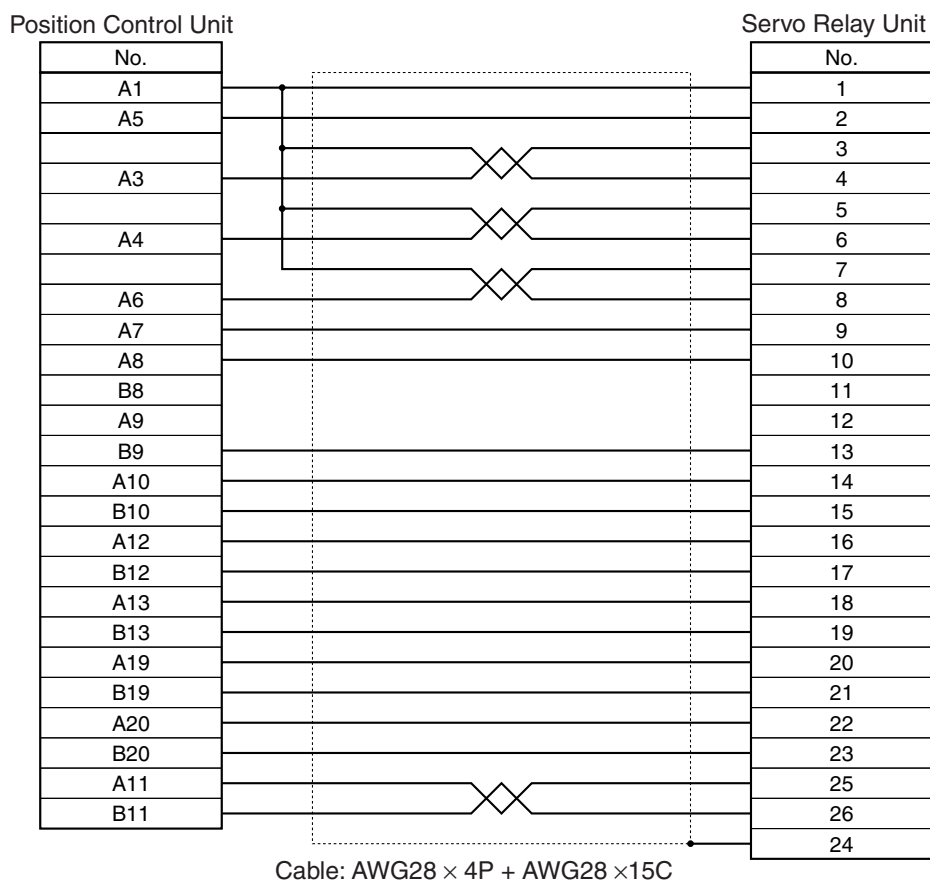 Position Control Unit Servo Relay Unit
No. No.
A1 1
A5 2
3
A3 4
5
A4 6
7
A6 8
A7 9
A8 10
B8 11
A9 12
B9 13
A10 14
B10 15
A12 16
B12 17
A13 18
B13 19
A19 20
B19 21
A20 22
B20 23
A11 25
B11 26
24
Cable: AWG28 × 4P + AWG28 ×15C